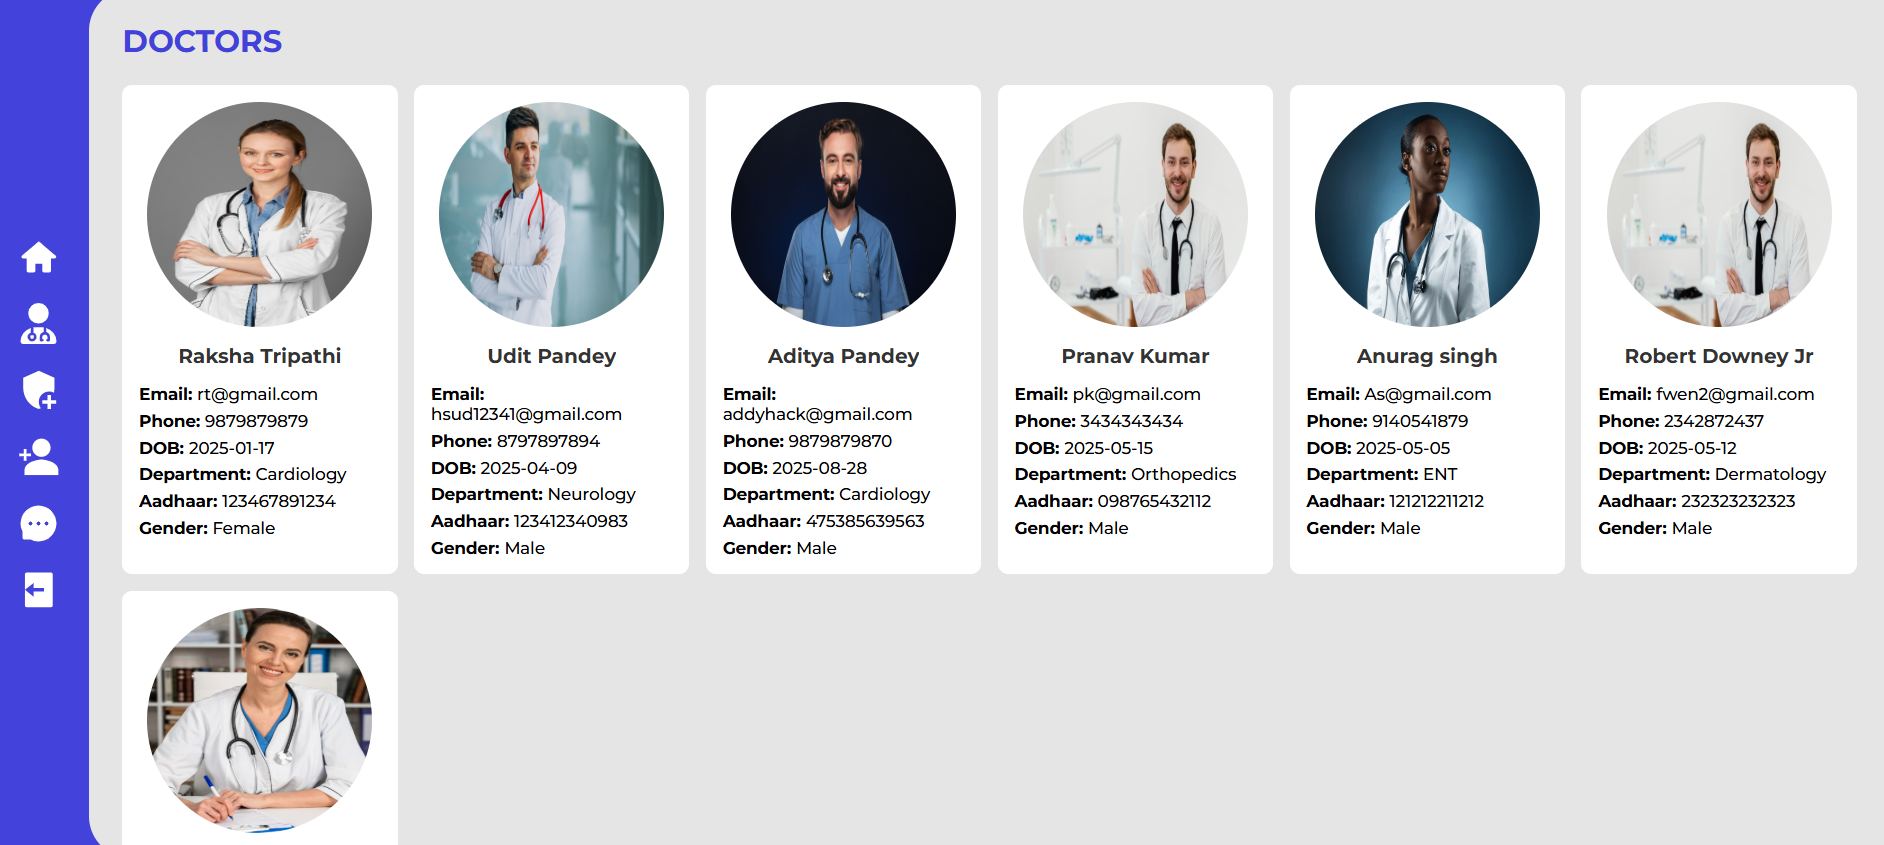 DOCTORS
Raksha Tripathi
Email: rt@gmail.com
Phone: 9879879879
DOB: 2025-01-17
Department: Cardiology
Aadhaar: 123467891234
Gender: Female
Udit Pandey
Email:
hsud12341@gmail.com
Phone: 8797897894
DOB: 2025-04-09
Department: Neurology
Aadhaar: 123412340983
Gender: Male
Aditya Pandey
Email:
addyhack@gmail.com
Phone: 9879879870
DOB: 2025-08-28
Department: Cardiology
Aadhaar: 475385639563
Gender: Male
Pranav Kumar
Email: pk@gmail.com
Phone: 3434343434
DOB: 2025-05-15
Department: Orthopedics
Aadhaar: 098765432112
Gender: Male
Anurag singh
Email: As@gmail.com
Phone: 9140541879
DOB: 2025-05-05
Department: ENT
Aadhaar: 121212211212
Gender: Male
Robert Downey Jr
Email: fwen2@gmail.com
Phone: 2342872437
DOB: 2025-05-12
Department: Dermatology
Aadhaar: 232323232323
Gender: Male